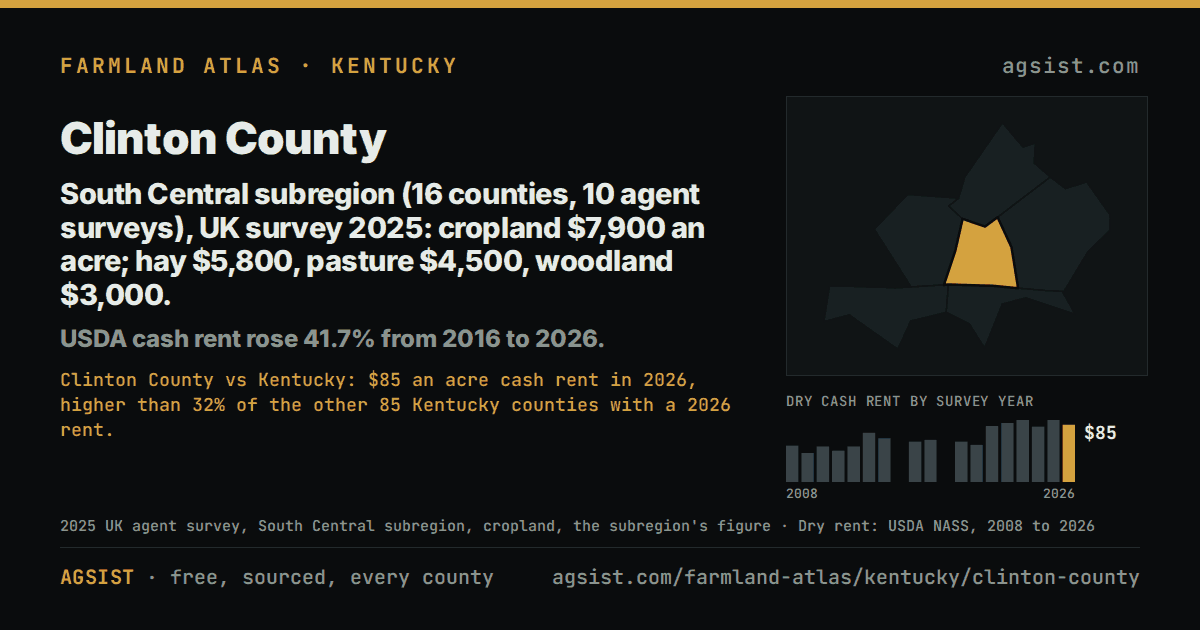 FARMLAND ATLAS · KENTUCKY
agsist.com
Clinton County
South Central subregion (16 counties, 10 agent
surveys), UK survey 2025: cropland $7,900 an
acre; hay $5,800, pasture $4,500, woodland
$3,000.
USDA cash rent rose 41.7% from 2016 to 2026.
Clinton County vs Kentucky: $85 an acre cash rent in 2026,
higher than 32% of the other 85 Kentucky counties with a 2026
rent.
DRY CASH RENT BY SURVEY YEAR
$85
2008
2026
2025 UK agent survey, South Central subregion, cropland, the subregion's figure · Dry rent: USDA NASS, 2008 to 2026
AGSIST · free, sourced, every county
agsist.com/farmland-atlas/kentucky/clinton-county